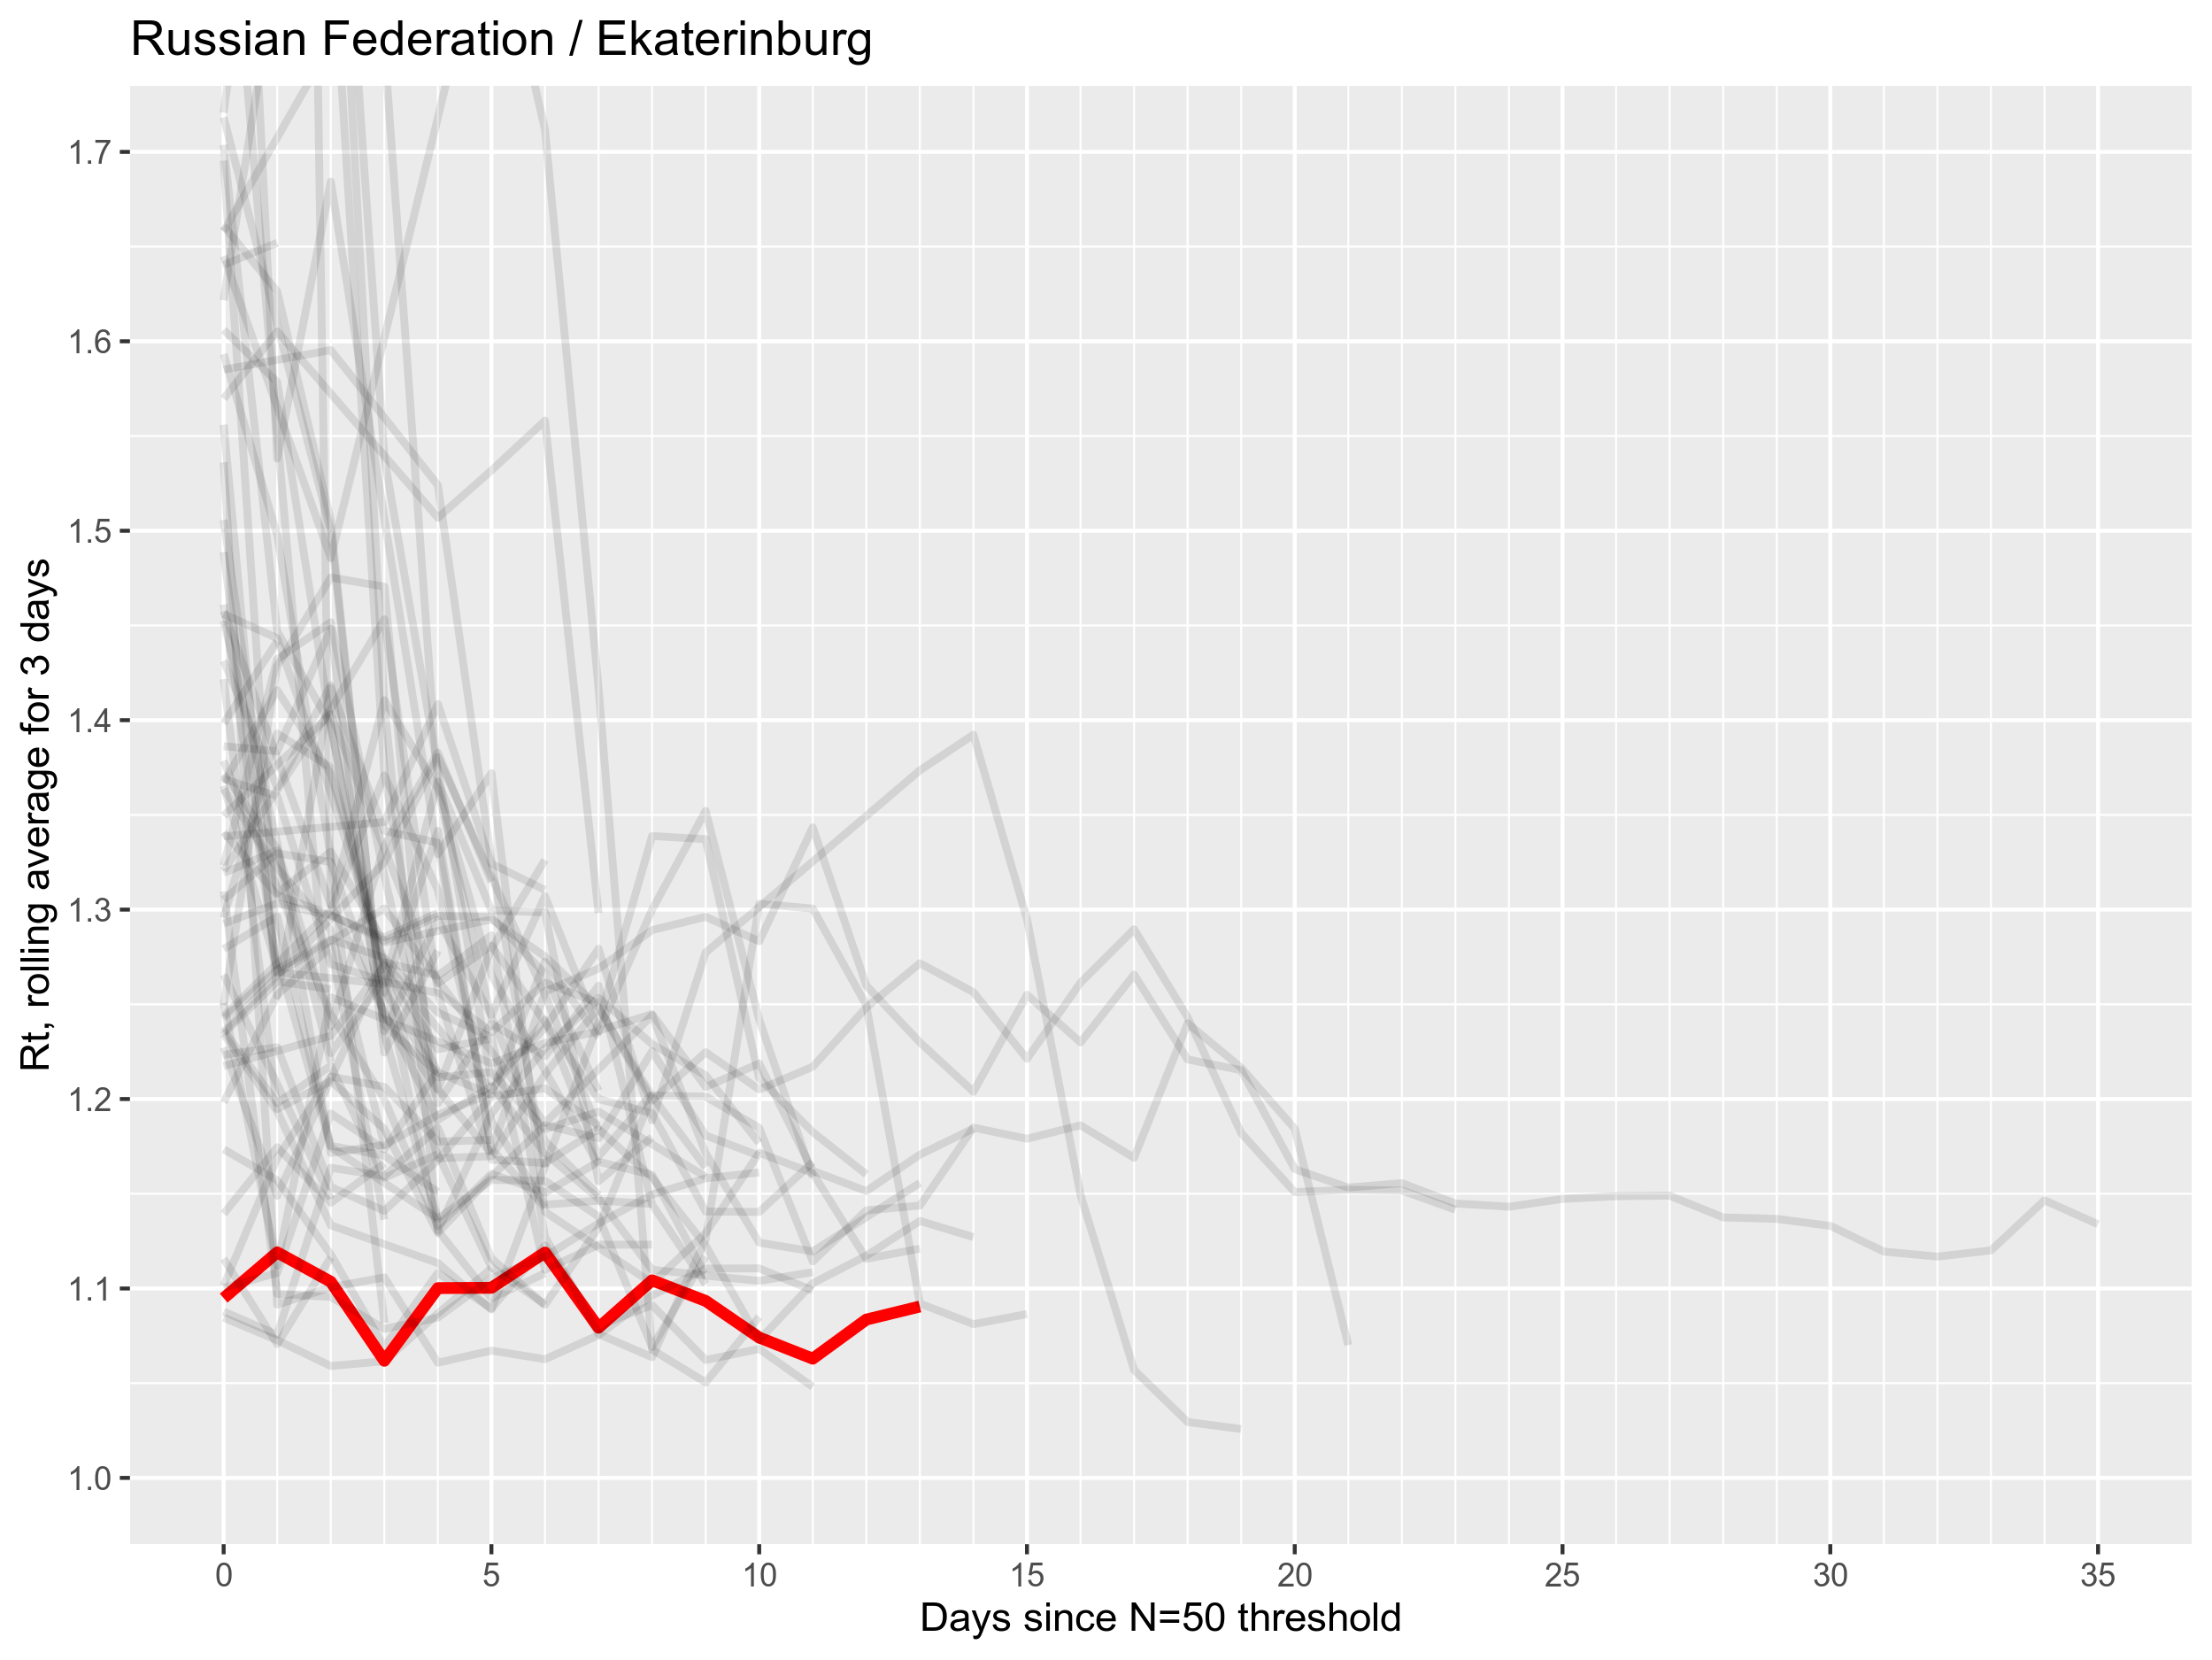 Russian Federation / Ekaterinburg
Rt, rolling average for 3 days
1.7
1.6
1.5
1.4
1.3
1.2
1.1
1.0
0 5 10 15 20 25 30 35
Days since N=50 threshold